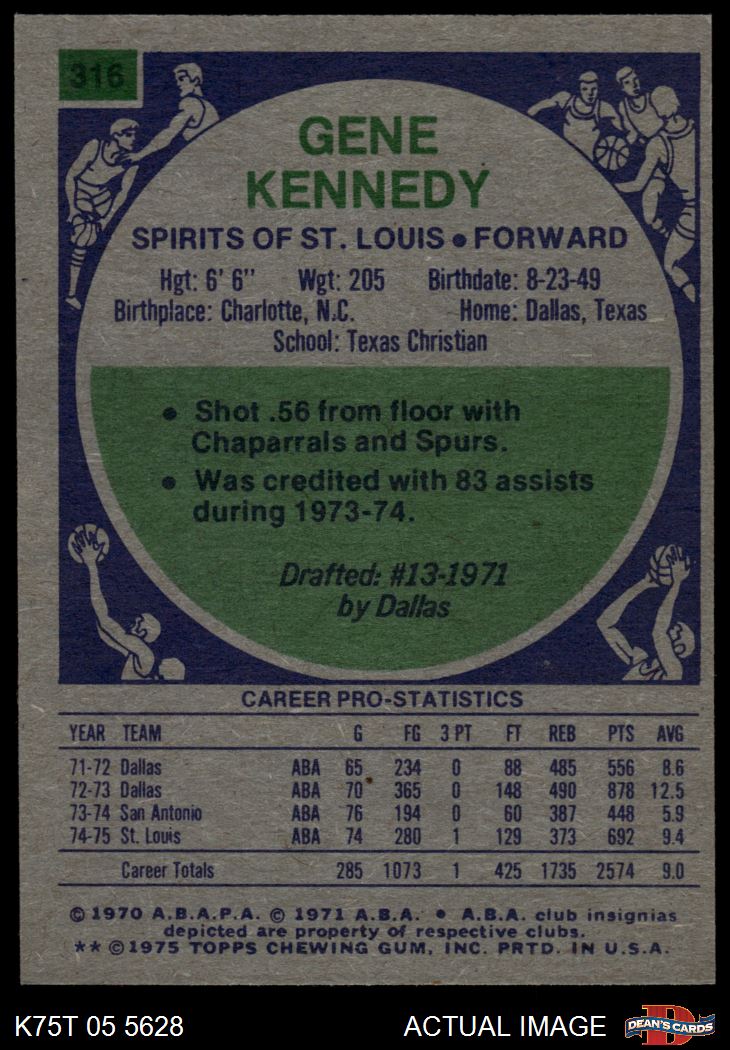 316
GENE
KENNEDY
SPIRITS OF ST. LOUIS • FORWARD
Hgt: 6' 6" Wgt: 205 Birthdate: 8-23-49
Birthplace: Charlotte, N.C. Home: Dallas, Texas
School: Texas Christian
• Shot .56 from floor with
Chaparrals and Spurs.
• Was credited with 83 assists
during 1973-74.
Drafted: #13-1971
by Dallas
CAREER PRO-STATISTICS
YEAR TEAM G FG 3 PT FT REB PTS AVG
71-72 Dallas ABA 65 234 0 88 485 556 8.6
72-73 Dallas ABA 70 365 0 148 490 878 12.5
73-74 San Antonio ABA 76 194 0 60 387 448 5.9
74-75 St. Louis ABA 74 280 1 129 373 692 9.4
Career Totals 285 1073 1 425 1735 2574 9.0
© 1970 A.B.A.P.A. © 1971 A.B.A. • A.B.A. club insignias
depicted are property of respective clubs.
** © 1975 TOPPS CHEWING GUM, INC. PRTD. IN U.S.A.
K75T 05 5628 ACTUAL IMAGE
D
DEAN'S CARDS